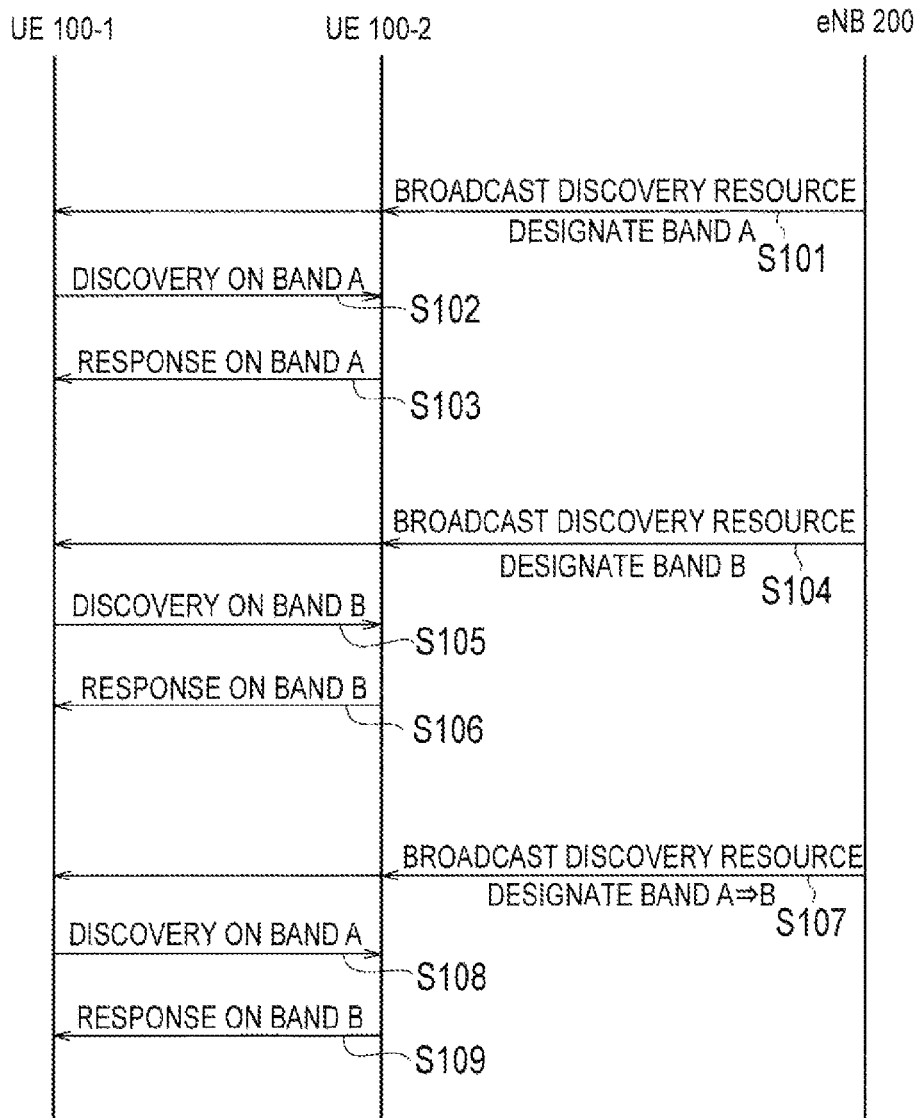 UE 100-1
UE 100-2
eNB 200
BROADCAST DISCOVERY RESOURCE
DESIGNATE BAND A
S101
DISCOVERY ON BAND A
S102
RESPONSE ON BAND A
S103
BROADCAST DISCOVERY RESOURCE
DESIGNATE BAND B
S104
DISCOVERY ON BAND B
S105
RESPONSE ON BAND B
S106
BROADCAST DISCOVERY RESOURCE
DESIGNATE BAND A⇒B
S107
DISCOVERY ON BAND A
S108
RESPONSE ON BAND B
S109